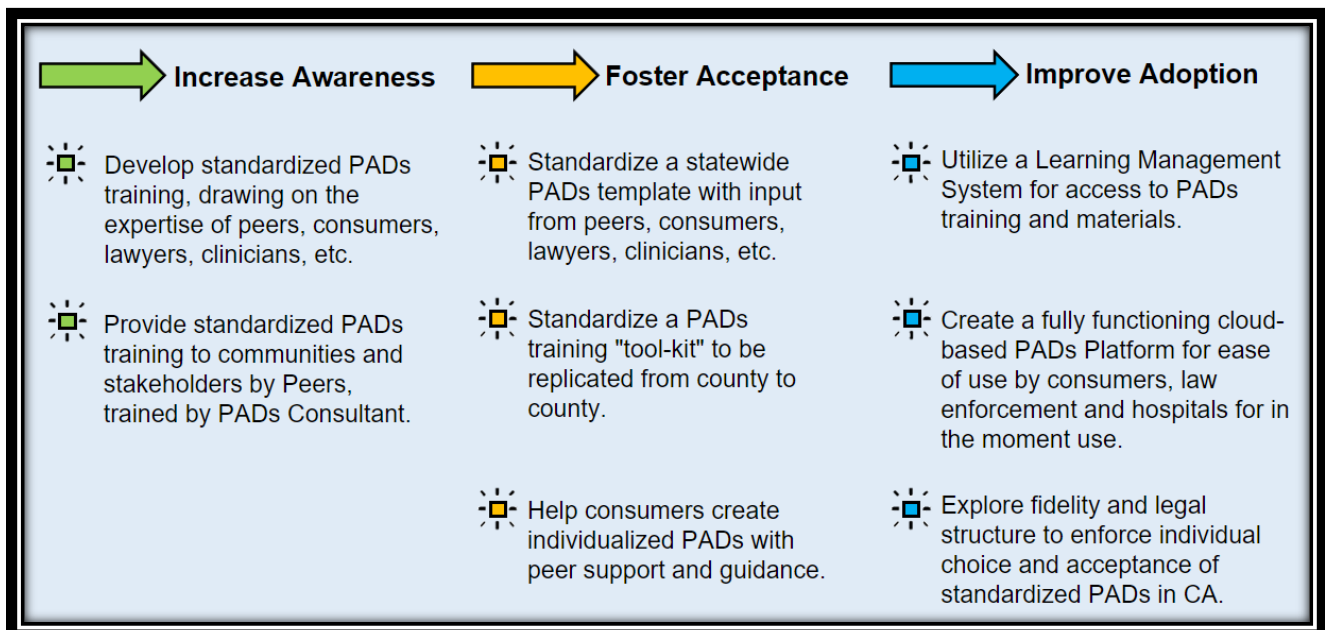 Increase Awareness
Develop standardized PADs
training, drawing on the
expertise of peers, consumers,
lawyers, clinicians, etc.
Provide standardized PADs
training to communities and
stakeholders by Peers,
trained by PADs Consultant.
Foster Acceptance
Standardize a statewide
PADs template with input
from peers, consumers,
lawyers, clinicians, etc.
Standardize a PADs
training "tool-kit" to be
replicated from county to
county.
Help consumers create
individualized PADs with
peer support and guidance.
Improve Adoption
Utilize a Learning Management
System for access to PADs
training and materials.
Create a fully functioning cloud-
based PADs Platform for ease
of use by consumers, law
enforcement and hospitals for in
the moment use.
Explore fidelity and legal
structure to enforce individual
choice and acceptance of
standardized PADs in CA.